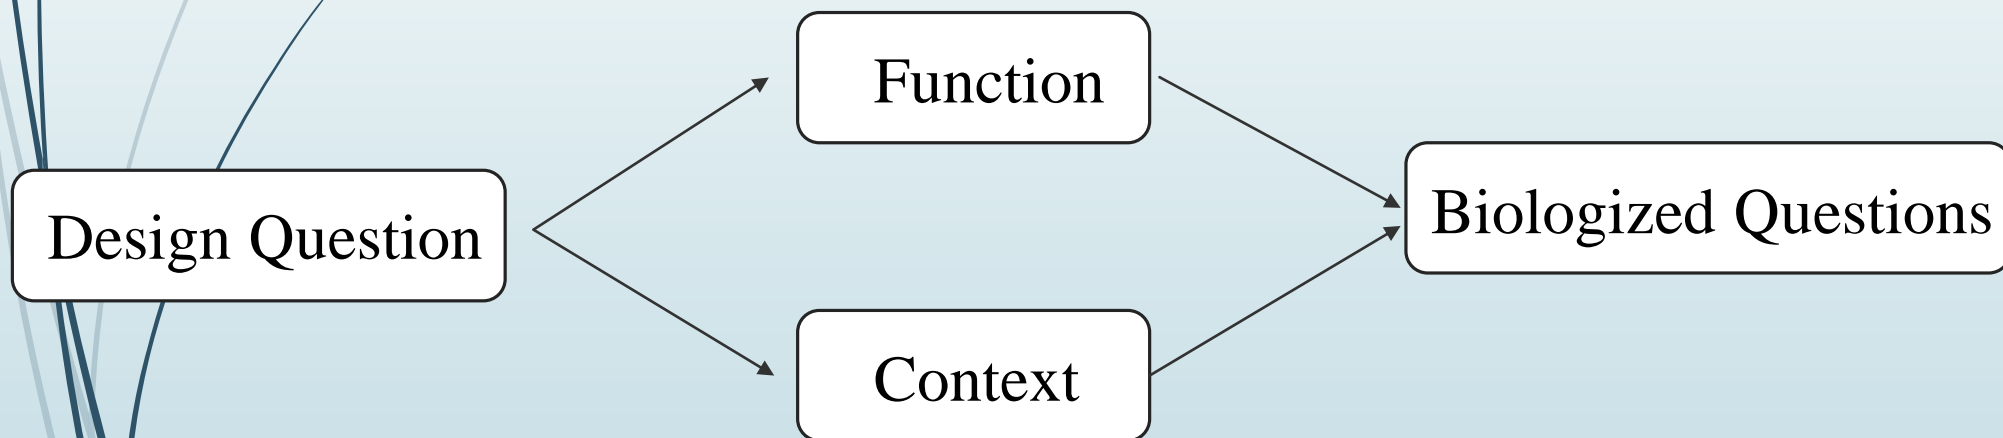 Function
Design Question
Biologized Questions
Context